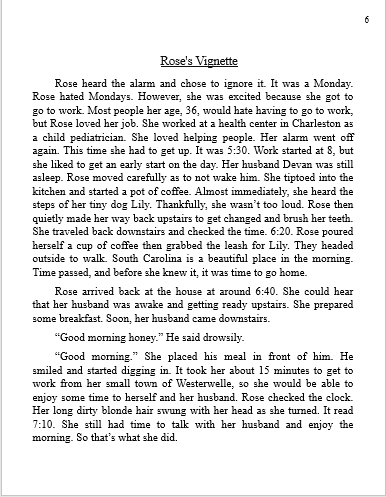 6
Rose's Vignette
Rose heard the alarm and chose to ignore it. It was a Monday.
Rose hated Mondays. However, she was excited because she got to
go to work. Most people her age, 36, would hate having to go to work,
but Rose loved her job. She worked at a health center in Charleston as
a child pediatrician. She loved helping people. Her alarm went off
again. This time she had to get up. It was 5:30. Work started at 8, but
she liked to get an early start on the day. Her husband Devan was still
asleep. Rose moved carefully as to not wake him. She tiptoed into the
kitchen and started a pot of coffee. Almost immediately, she heard the
steps of her tiny dog Lily. Thankfully, she wasn’t too loud. Rose then
quietly made her way back upstairs to get changed and brush her teeth.
She traveled back downstairs and checked the time. 6:20. Rose poured
herself a cup of coffee then grabbed the leash for Lily. They headed
outside to walk. South Carolina is a beautiful place in the morning.
Time passed, and before she knew it, it was time to go home.
Rose arrived back at the house at around 6:40. She could hear
that her husband was awake and getting ready upstairs. She prepared
some breakfast. Soon, her husband came downstairs.
“Good morning honey.” He said drowsily.
“Good morning.” She placed his meal in front of him. He
smiled and started digging in. It took her about 15 minutes to get to
work from her small town of Westerwelle, so she would be able to
enjoy some time to herself and her husband. Rose checked the clock.
Her long dirty blonde hair swung with her head as she turned. It read
7:10. She still had time to talk with her husband and enjoy the
morning. So that’s what she did.